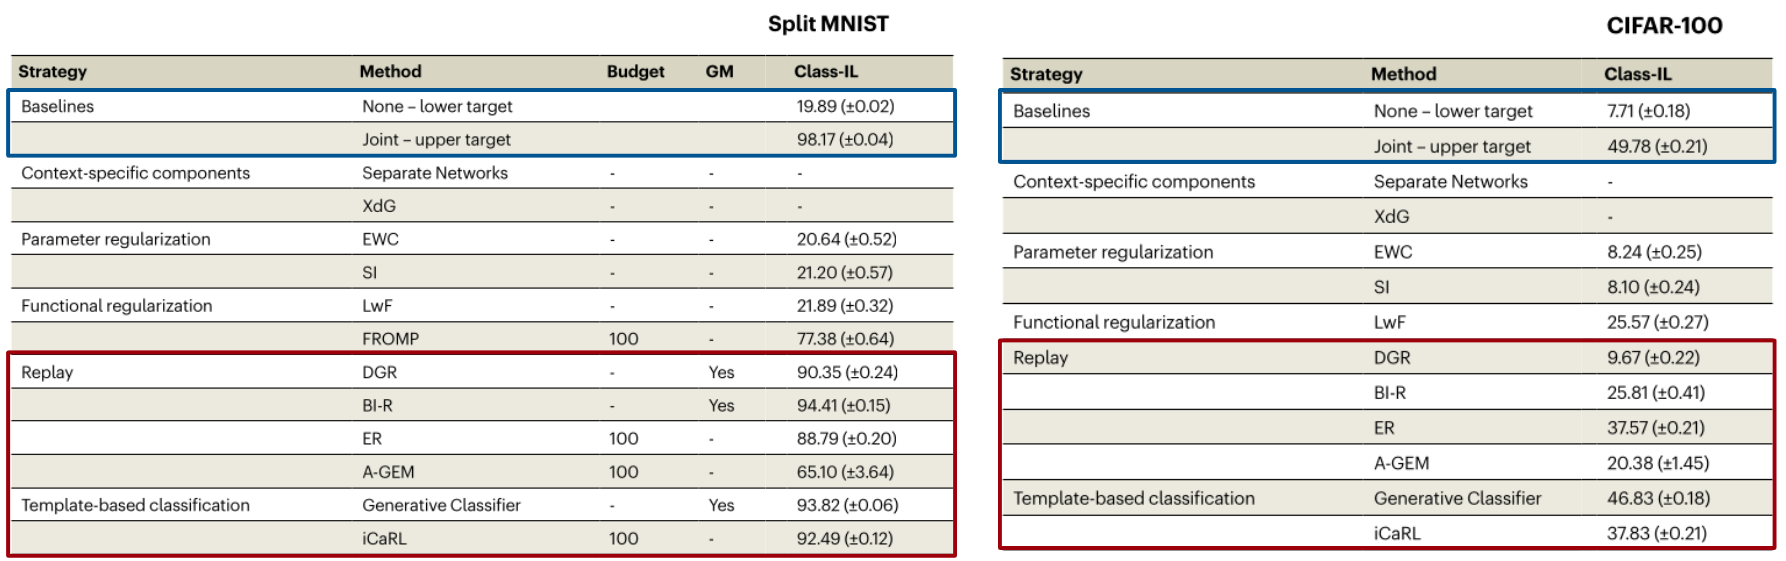 Split MNIST
Strategy Method Budget GM Class-IL
Baselines None – lower target 19.89 (±0.02)
Joint – upper target 98.17 (±0.04)
Context-specific components Separate Networks - - -
XdG - - -
Parameter regularization EWC - - 20.64 (±0.52)
SI - - 21.20 (±0.57)
Functional regularization LwF - - 21.89 (±0.32)
FROMP 100 - 77.38 (±0.64)
Replay DGR - Yes 90.35 (±0.24)
BI-R - Yes 94.41 (±0.15)
ER 100 - 88.79 (±0.20)
A-GEM 100 - 65.10 (±3.64)
Template-based classification Generative Classifier - Yes 93.82 (±0.06)
iCaRL 100 - 92.49 (±0.12)
CIFAR-100
Strategy Method Class-IL
Baselines None – lower target 7.71 (±0.18)
Joint – upper target 49.78 (±0.21)
Context-specific components Separate Networks -
XdG -
Parameter regularization EWC 8.24 (±0.25)
SI 8.10 (±0.24)
Functional regularization LwF 25.57 (±0.27)
Replay DGR 9.67 (±0.22)
BI-R 25.81 (±0.41)
ER 37.57 (±0.21)
A-GEM 20.38 (±1.45)
Template-based classification Generative Classifier 46.83 (±0.18)
iCaRL 37.83 (±0.21)